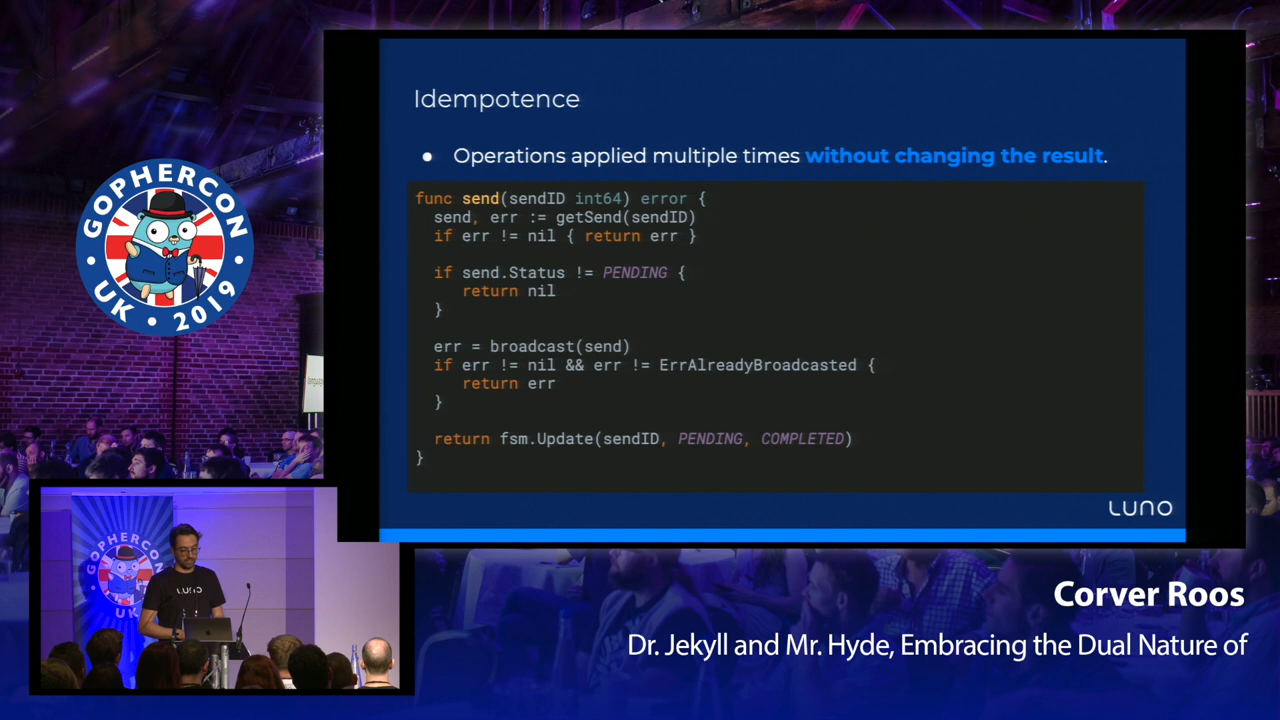 GOPHERCON
UK • 2019
Idempotence
• Operations applied multiple times without changing the result.
func send(sendID int64) error {
send, err := getSend(sendID)
if err != nil { return err }
if send.Status != PENDING {
return nil
}
err = broadcast(send)
if err != nil && err != ErrAlreadyBroadcasted {
return err
}
return fsm.Update(sendID, PENDING, COMPLETED)
}
LUNO
GOPHERCON
UK
LUNO
Corver Roos
Dr. Jekyll and Mr. Hyde, Embracing the Dual Nature of